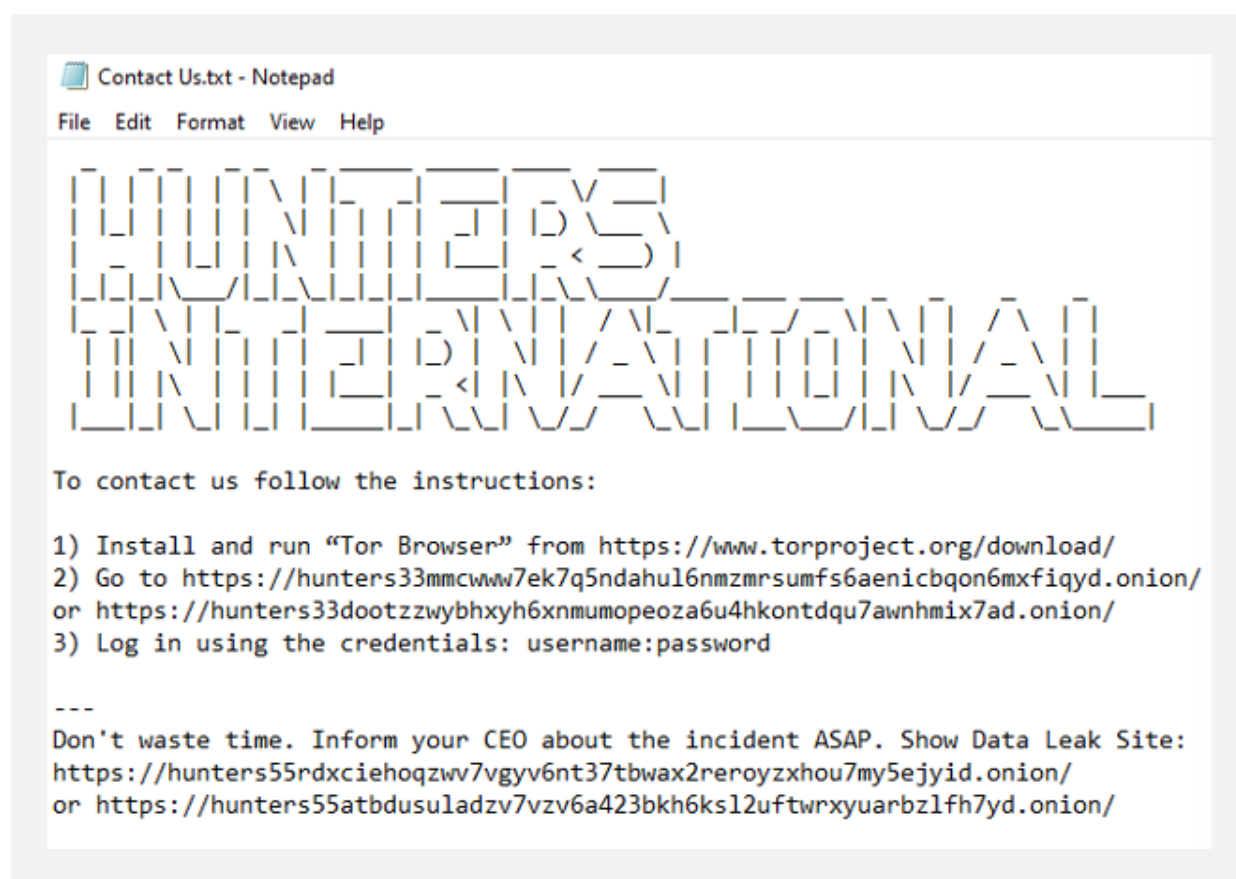 Contact Us.txt - Notepad
File Edit Format View Help
HUNTERS
INTERNATIONAL
To contact us follow the instructions:
1) Install and run “Tor Browser” from https://www.torproject.org/download/
2) Go to https://hunters33mmcwww7ek7q5ndahul6nmzmrsumfs6aenicbqon6mxfiqyd.onion/
or https://hunters33dootzzwybhxyh6xnmumopeoza6u4hkontdqu7awnhmix7ad.onion/
3) Log in using the credentials: username:password
---
Don't waste time. Inform your CEO about the incident ASAP. Show Data Leak Site:
https://hunters55rdxciehoqzwv7vgyv6nt37tbwax2reroyzxhou7my5ejyid.onion/
or https://hunters55atbdusuladzv7vzv6a423bkh6ksl2uftwrxyuarbzlfh7yd.onion/